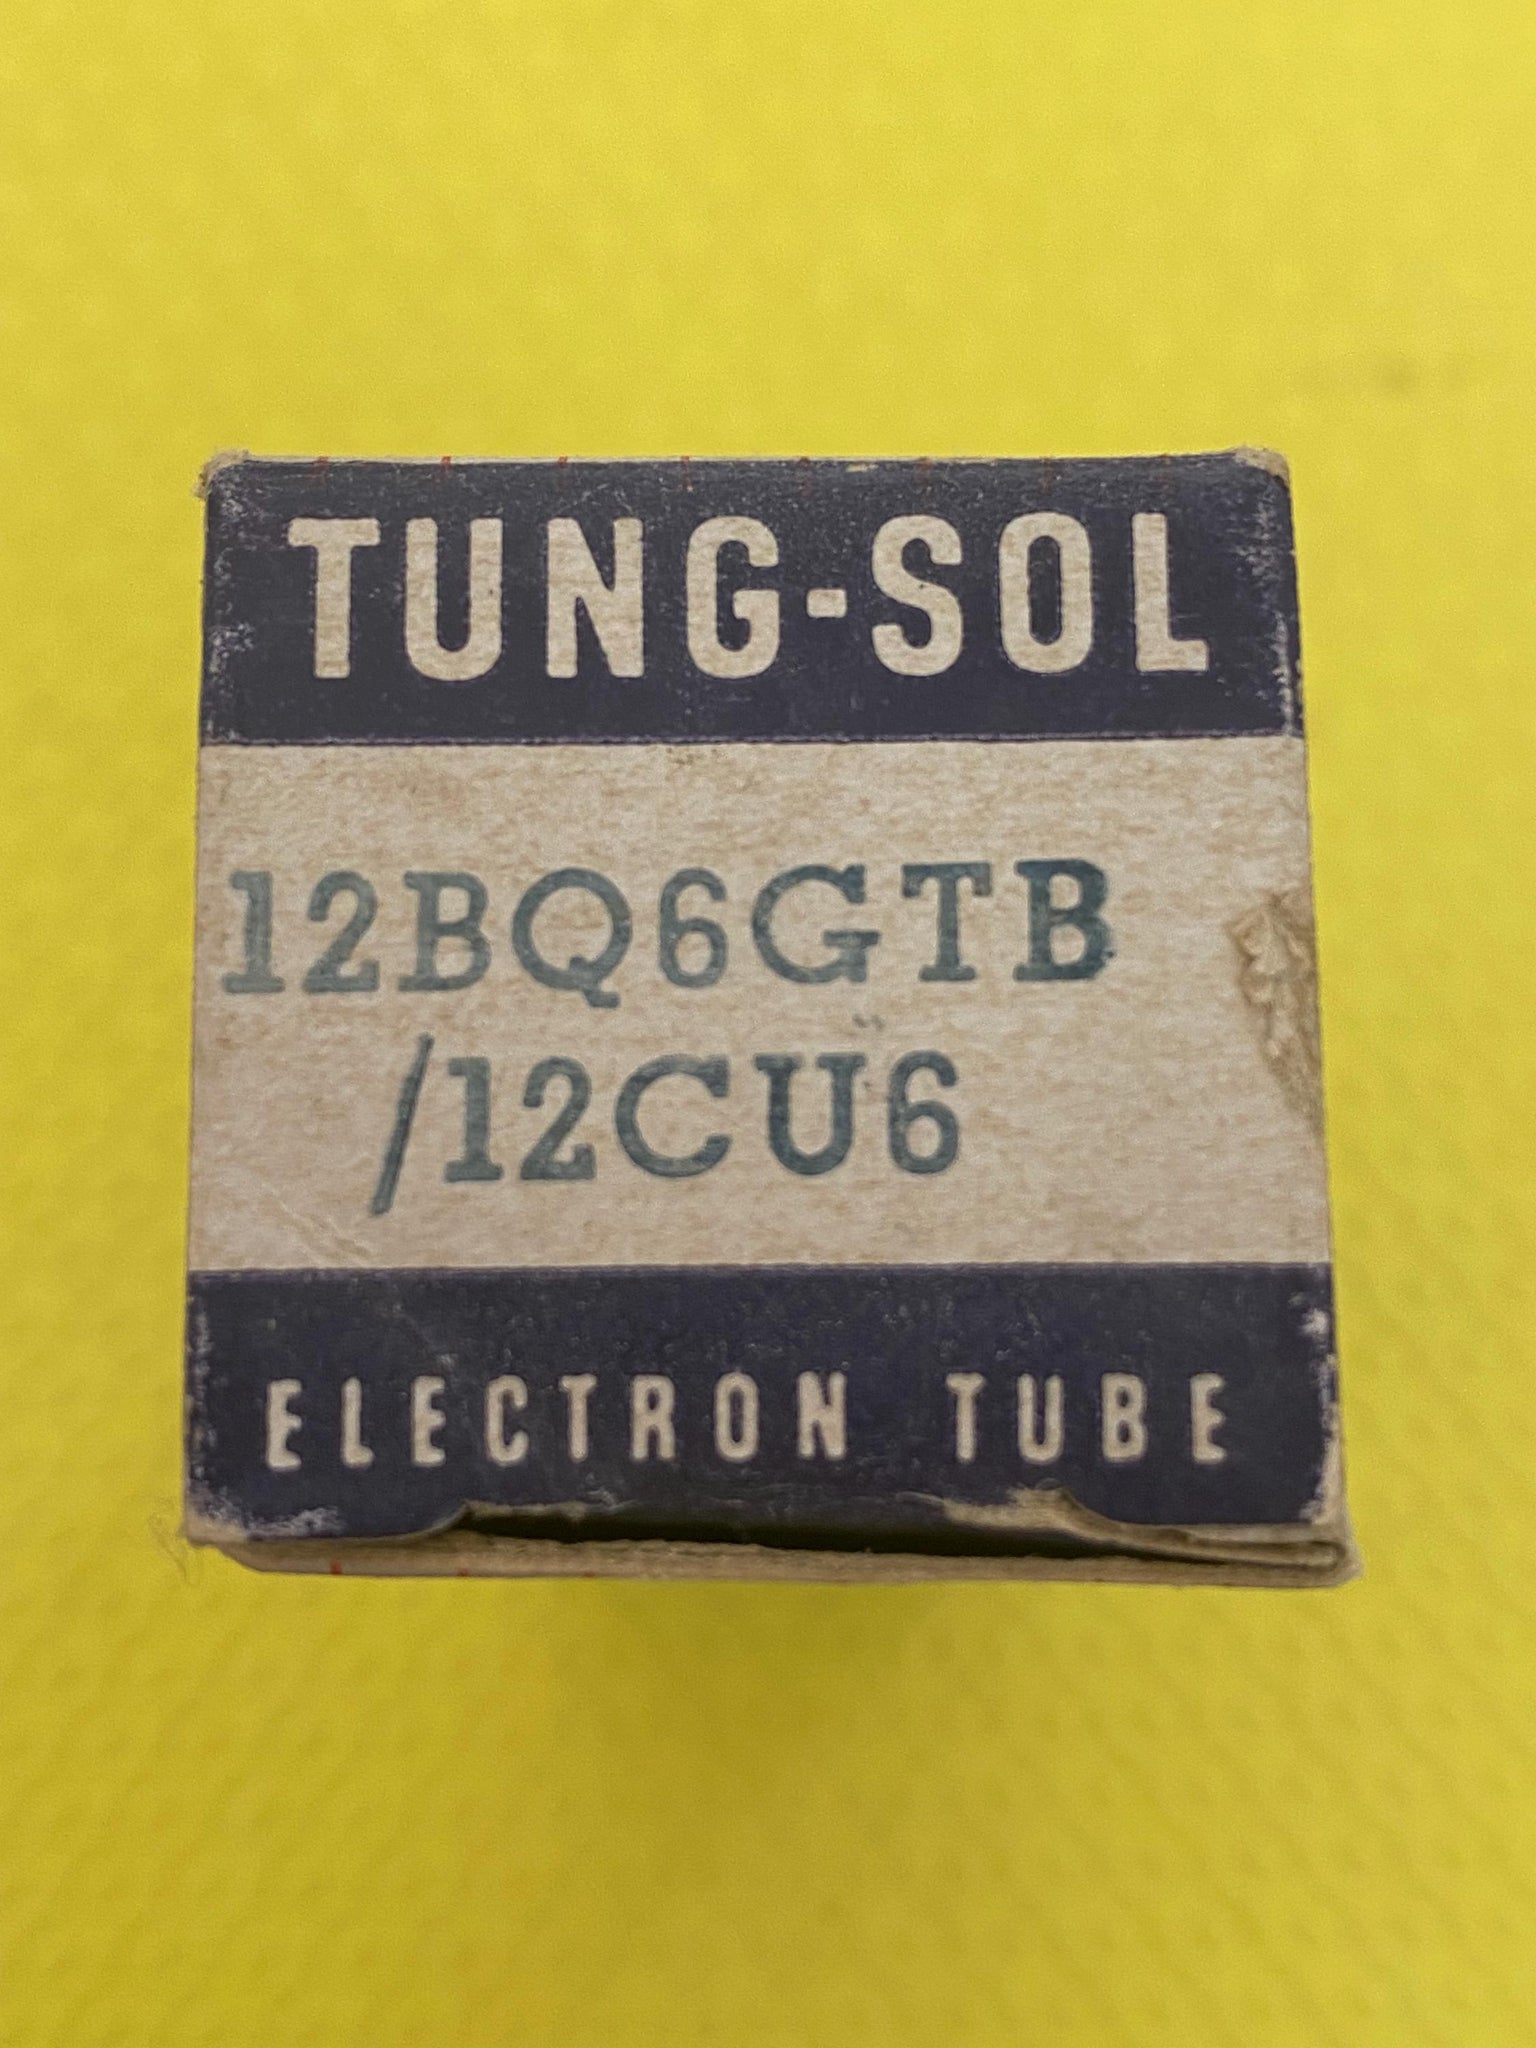 TUNG-SOL
12BQ6GTB
/12CU6
ELECTRON TUBE